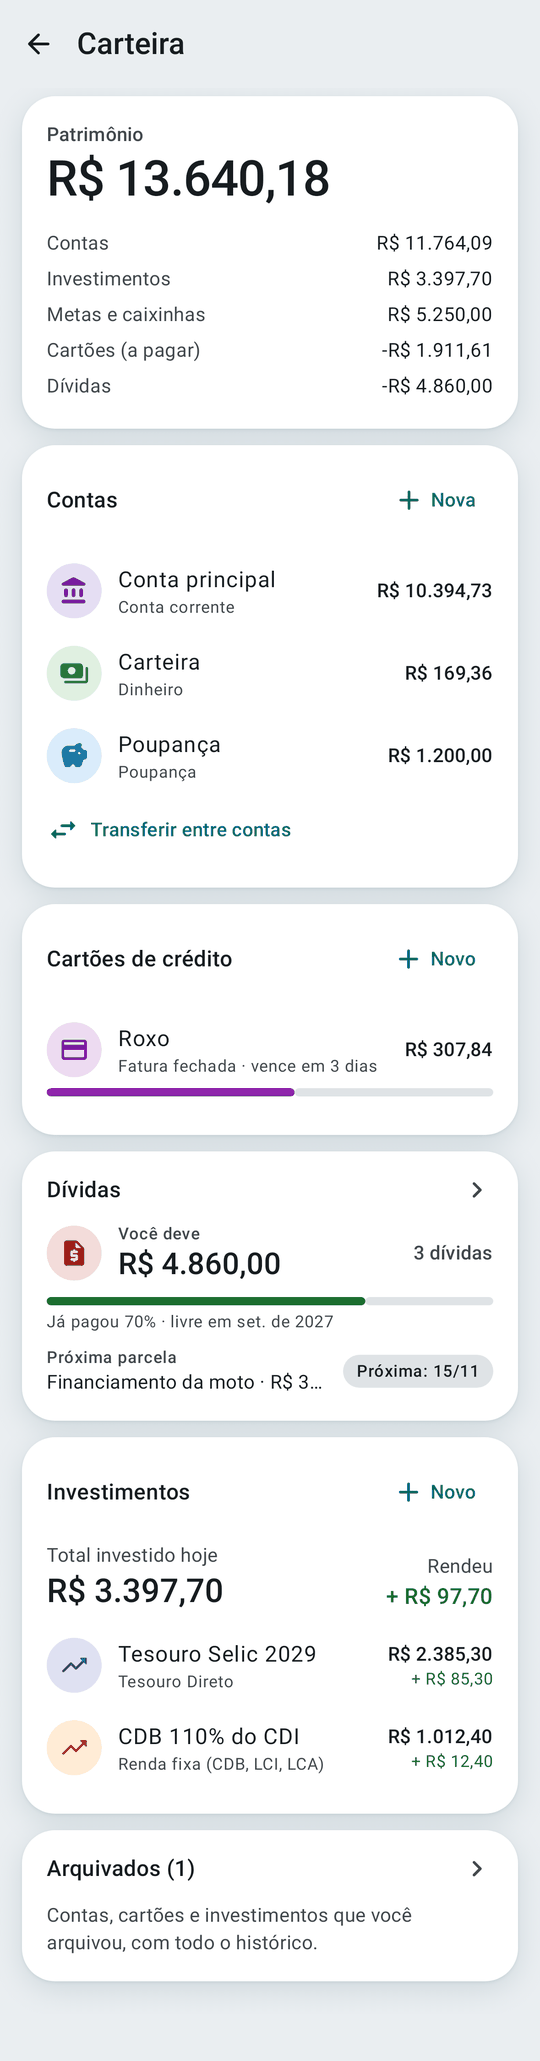 Carteira
Patrimônio
R$ 13.640,18
Contas R$ 11.764,09
Investimentos R$ 3.397,70
Metas e caixinhas R$ 5.250,00
Cartões (a pagar) -R$ 1.911,61
Dívidas -R$ 4.860,00
Contas Nova
Conta principal
Conta corrente
R$ 10.394,73
Carteira
Dinheiro
R$ 169,36
Poupança
Poupança
R$ 1.200,00
Transferir entre contas
Cartões de crédito Novo
Roxo
Fatura fechada · vence em 3 dias
R$ 307,84
Dívidas
Você deve
R$ 4.860,00
3 dívidas
Já pagou 70% · livre em set. de 2027
Próxima parcela
Financiamento da moto · R$ 3…
Próxima: 15/11
Investimentos Novo
Total investido hoje
R$ 3.397,70
Rendeu
+ R$ 97,70
Tesouro Selic 2029
Tesouro Direto
R$ 2.385,30
+ R$ 85,30
CDB 110% do CDI
Renda fixa (CDB, LCI, LCA)
R$ 1.012,40
+ R$ 12,40
Arquivados (1)
Contas, cartões e investimentos que você
arquivou, com todo o histórico.